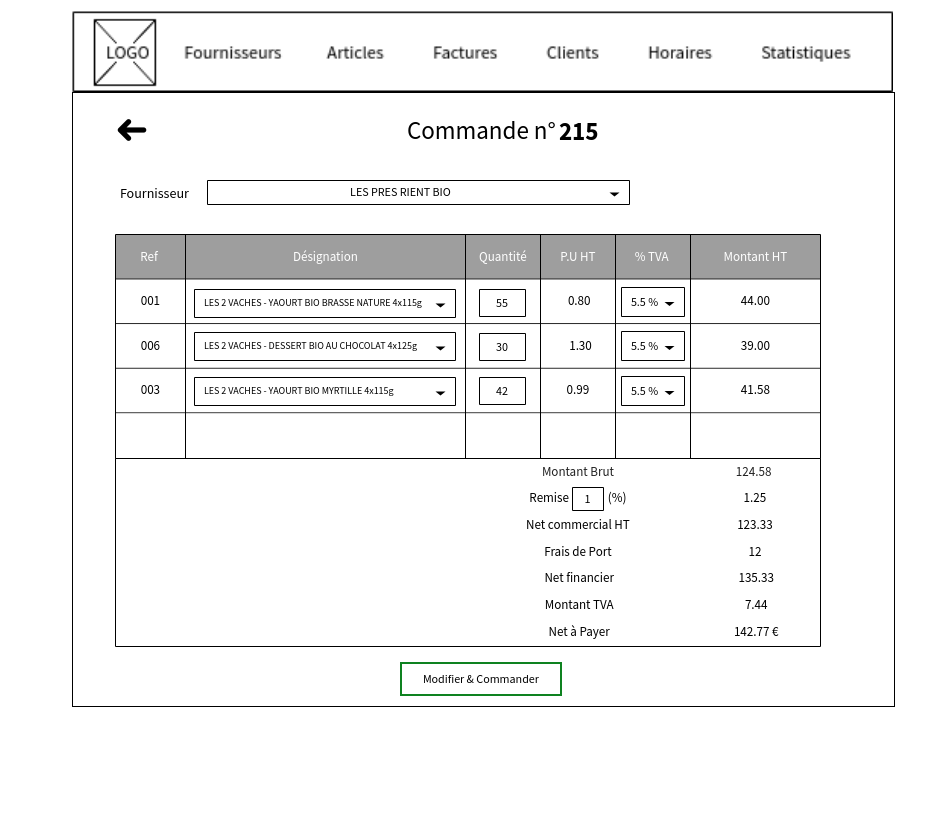 LOGO Fournisseurs Articles Factures Clients Horaires Statistiques
Commande n° 215
Fournisseur LES PRES RIENT BIO
Ref Désignation Quantité P.U HT % TVA Montant HT
001 LES 2 VACHES - YAOURT BIO BRASSE NATURE 4x115g 55 0.80 5.5 % 44.00
006 LES 2 VACHES - DESSERT BIO AU CHOCOLAT 4x125g 30 1.30 5.5 % 39.00
003 LES 2 VACHES - YAOURT BIO MYRTILLE 4x115g 42 0.99 5.5 % 41.58
Montant Brut 124.58
Remise 1 (%) 1.25
Net commercial HT 123.33
Frais de Port 12
Net financier 135.33
Montant TVA 7.44
Net à Payer 142.77 €
Modifier & Commander